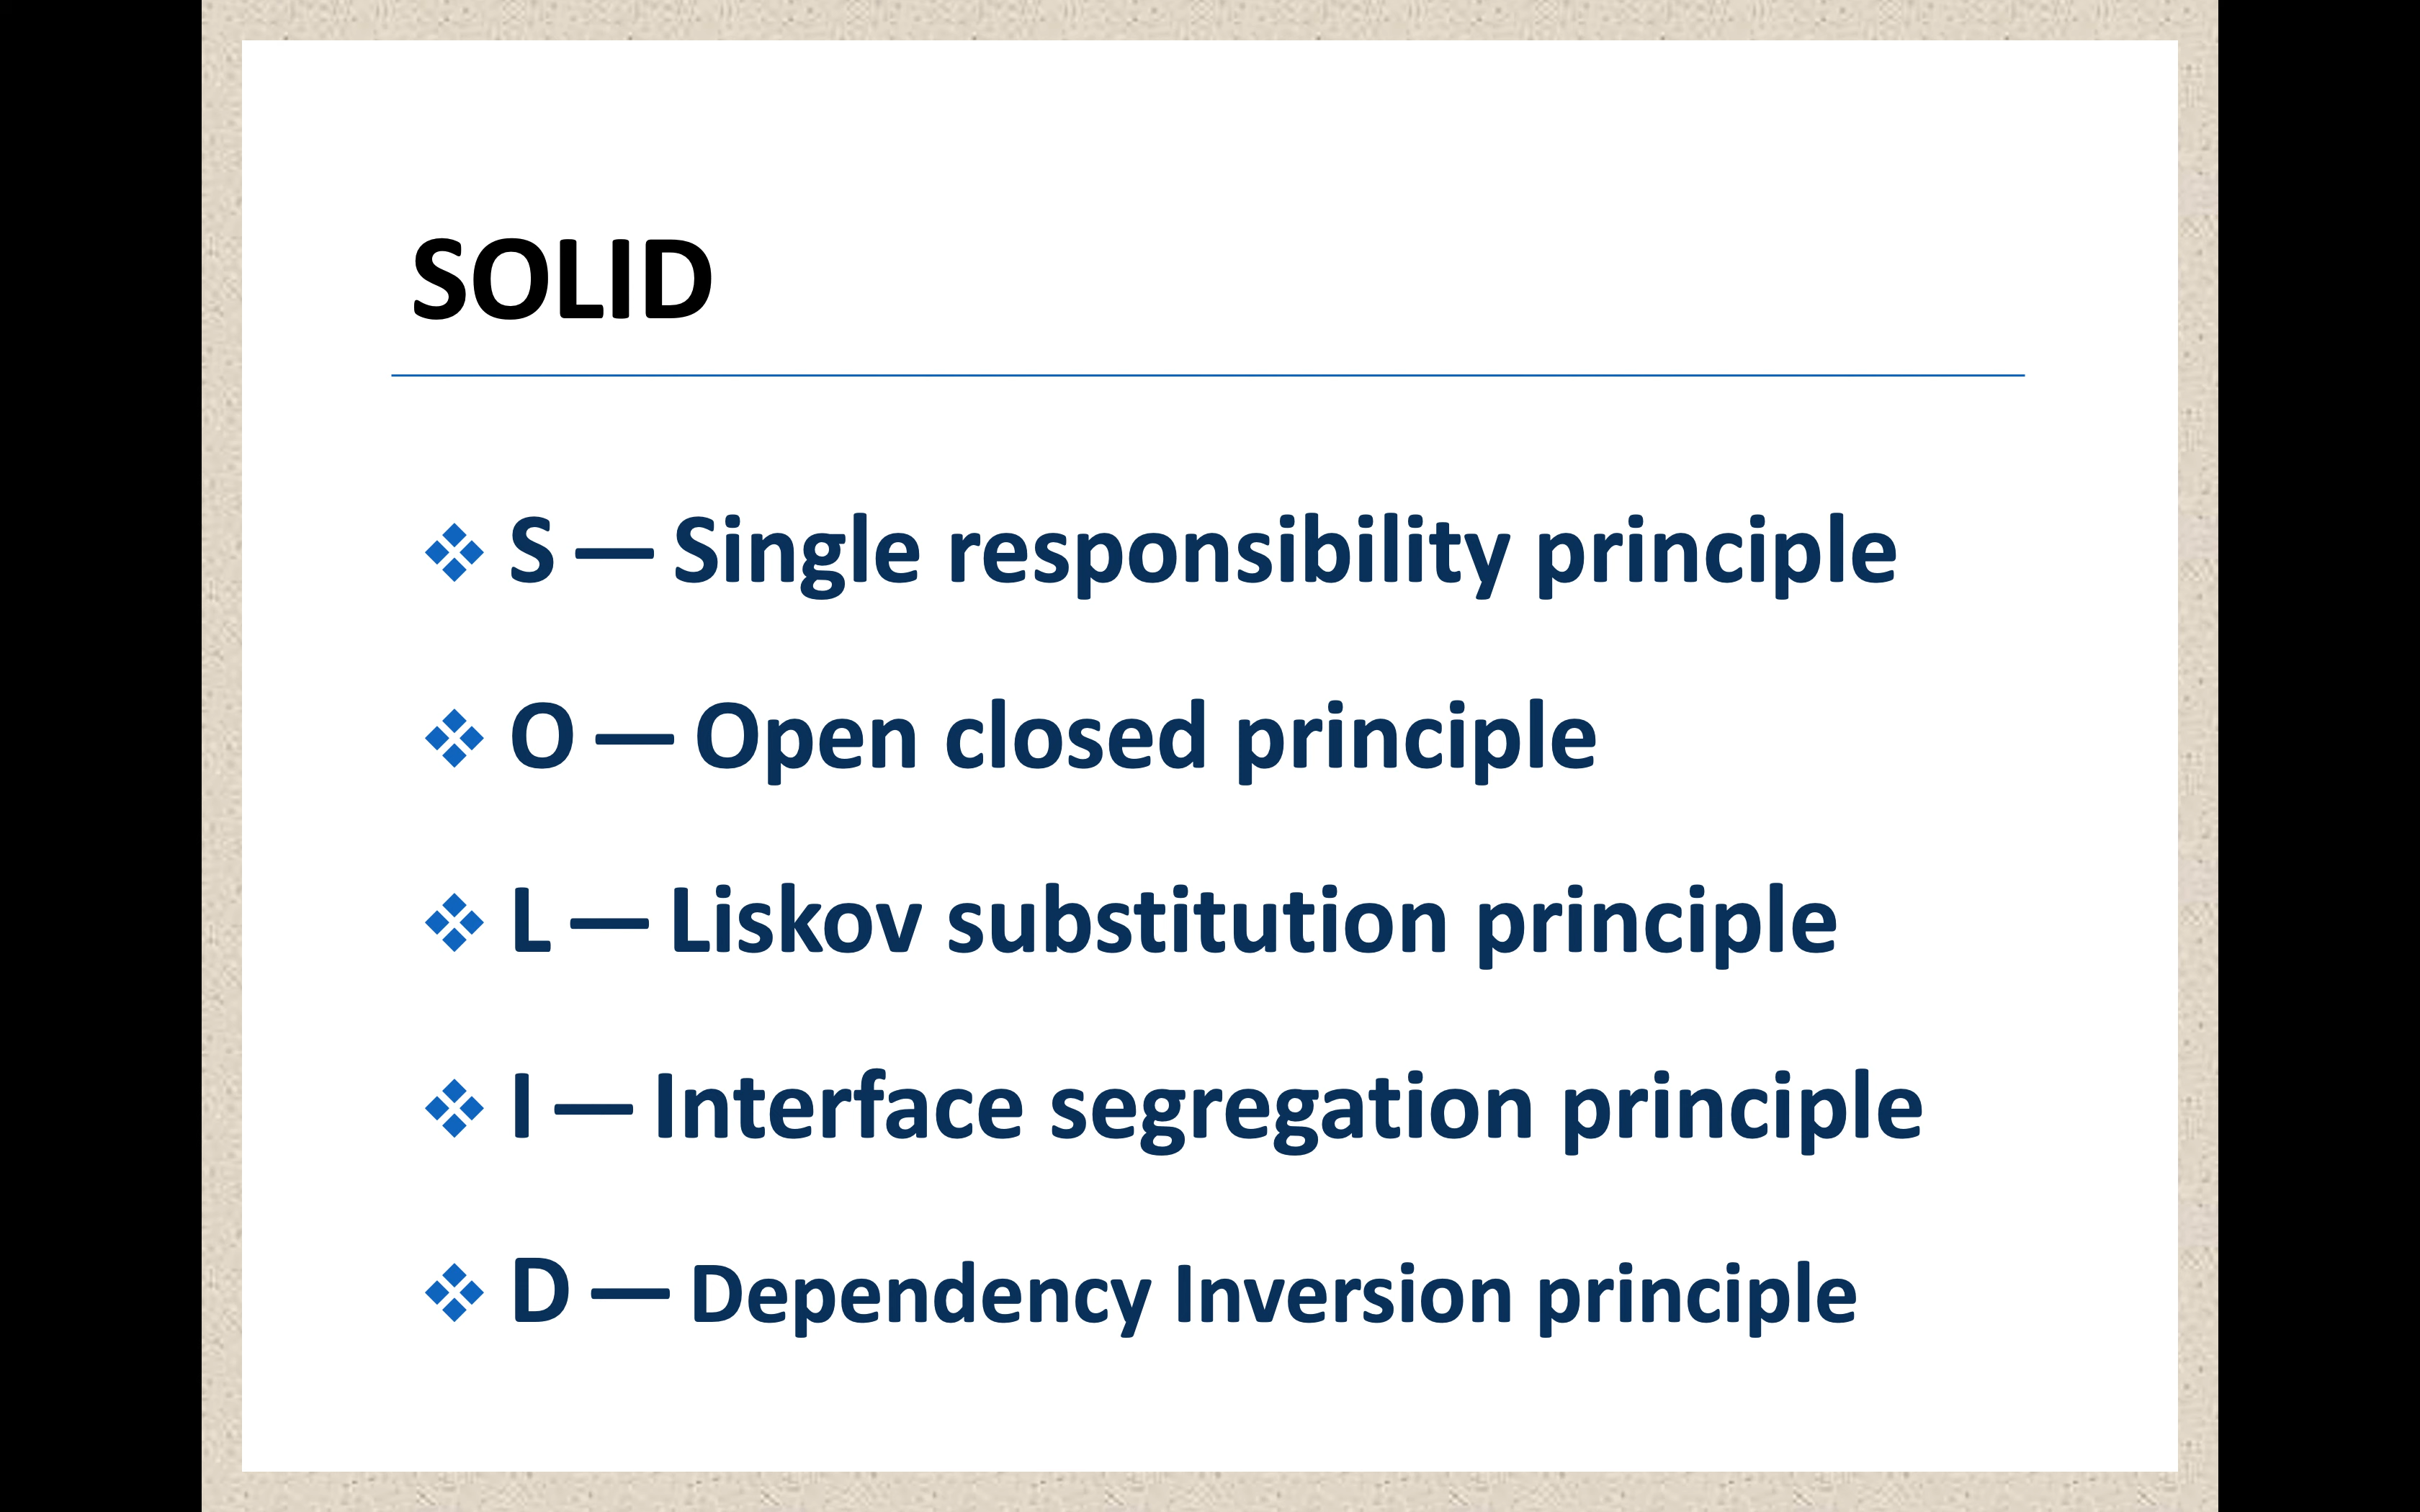 SOLID
❖ S — Single responsibility principle
❖ O — Open closed principle
❖ L — Liskov substitution principle
❖ I — Interface segregation principle
❖ D — Dependency Inversion principle